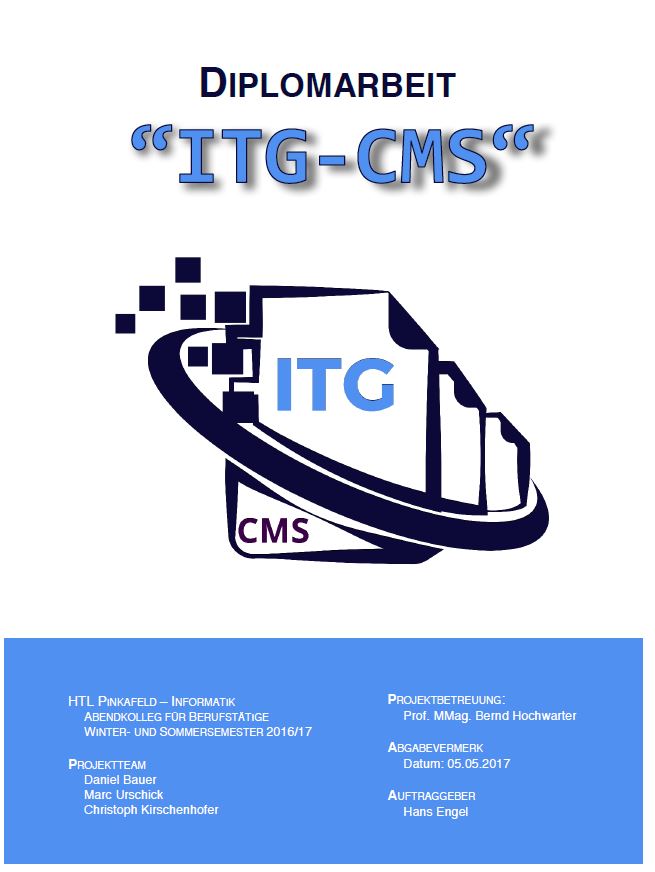 DIPLOMARBEIT
“ITG-CMS“
ITG
CMS
HTL PINKAFELD – INFORMATIK
ABENDKOLLEG FÜR BERUFSTÄTIGE
WINTER- UND SOMMERSEMESTER 2016/17
PROJEKTTEAM
Daniel Bauer
Marc Urschick
Christoph Kirschenhofer
PROJEKTBETREUUNG:
Prof. MMag. Bernd Hochwarter
ABGABEVERMERK
Datum: 05.05.2017
AUFTRAGGEBER
Hans Engel